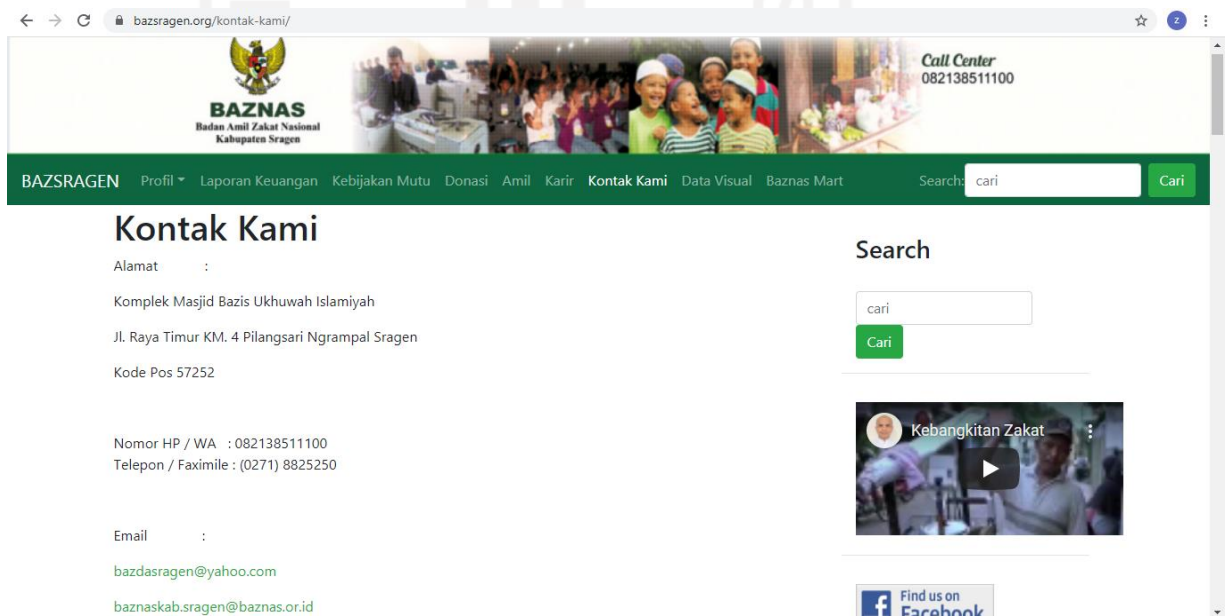 bazsragen.org/kontak-kami/
z
BAZNAS
Badan Amil Zakat Nasional
Kabupaten Sragen
Call Center
082138511100
BAZSRAGEN Profil Laporan Keuangan Kebijakan Mutu Donasi Amil Karir Kontak Kami Data Visual Baznas Mart Search: cari Cari
Kontak Kami
Alamat :
Komplek Masjid Bazis Ukhuwah Islamiyah
Jl. Raya Timur KM. 4 Pilangsari Ngrampal Sragen
Kode Pos 57252
Nomor HP / WA : 082138511100
Telepon / Faximile : (0271) 8825250
Email :
bazdasragen@yahoo.com
baznaskab.sragen@baznas.or.id
Search
cari
Cari
Kebangkitan Zakat
Find us on
Facebook